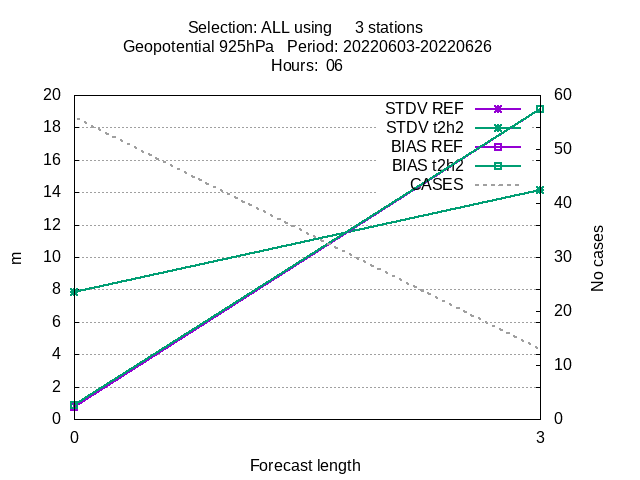 Selection: ALL using     3 stations
Geopotential 925hPa   Period: 20220603-20220626
Hours:  06
20
18
16
14
12
10
8
6
4
2
0
m
60
50
40
30
20
10
0
No cases
STDV REF
STDV t2h2
BIAS REF
BIAS t2h2
CASES
0
3
Forecast length